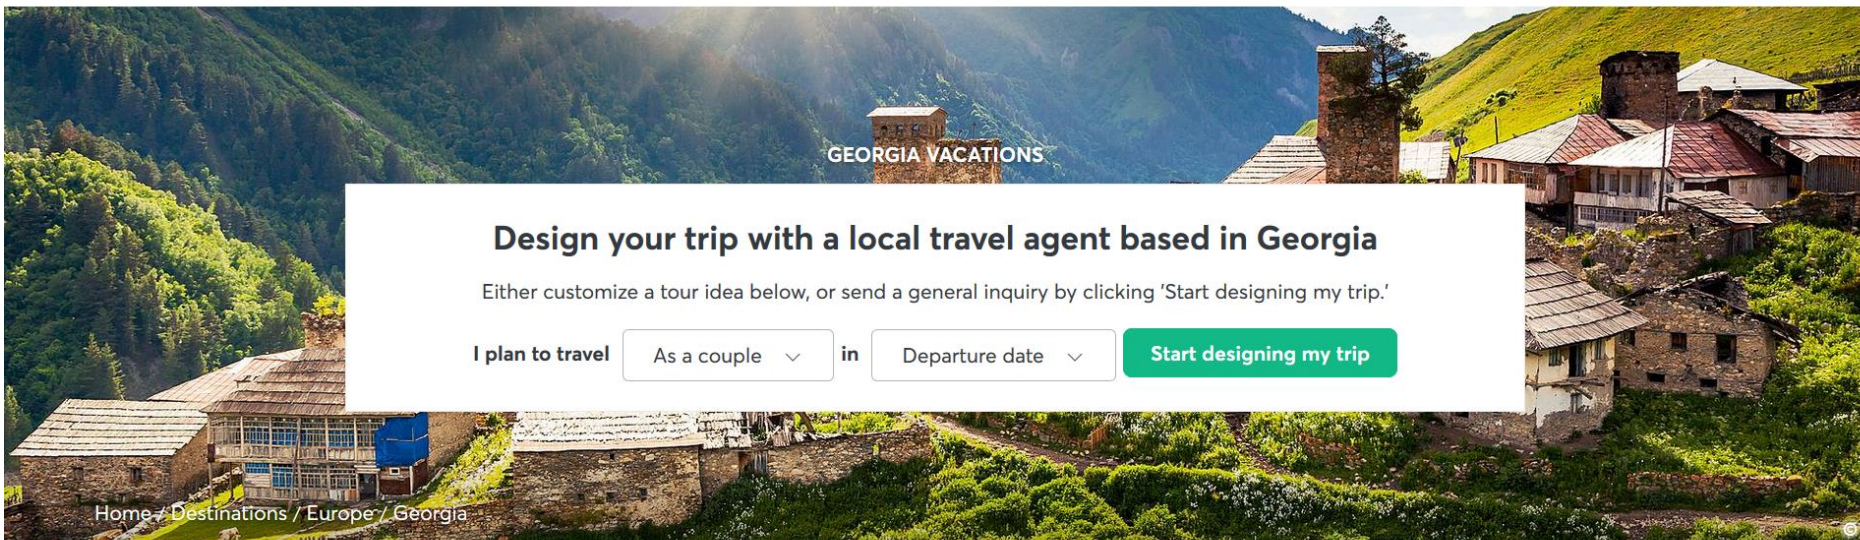 GEORGIA VACATIONS
Design your trip with a local travel agent based in Georgia
Either customize a tour idea below, or send a general inquiry by clicking 'Start designing my trip.'
I plan to travel As a couple in Departure date Start designing my trip
Home / Destinations / Europe / Georgia
©